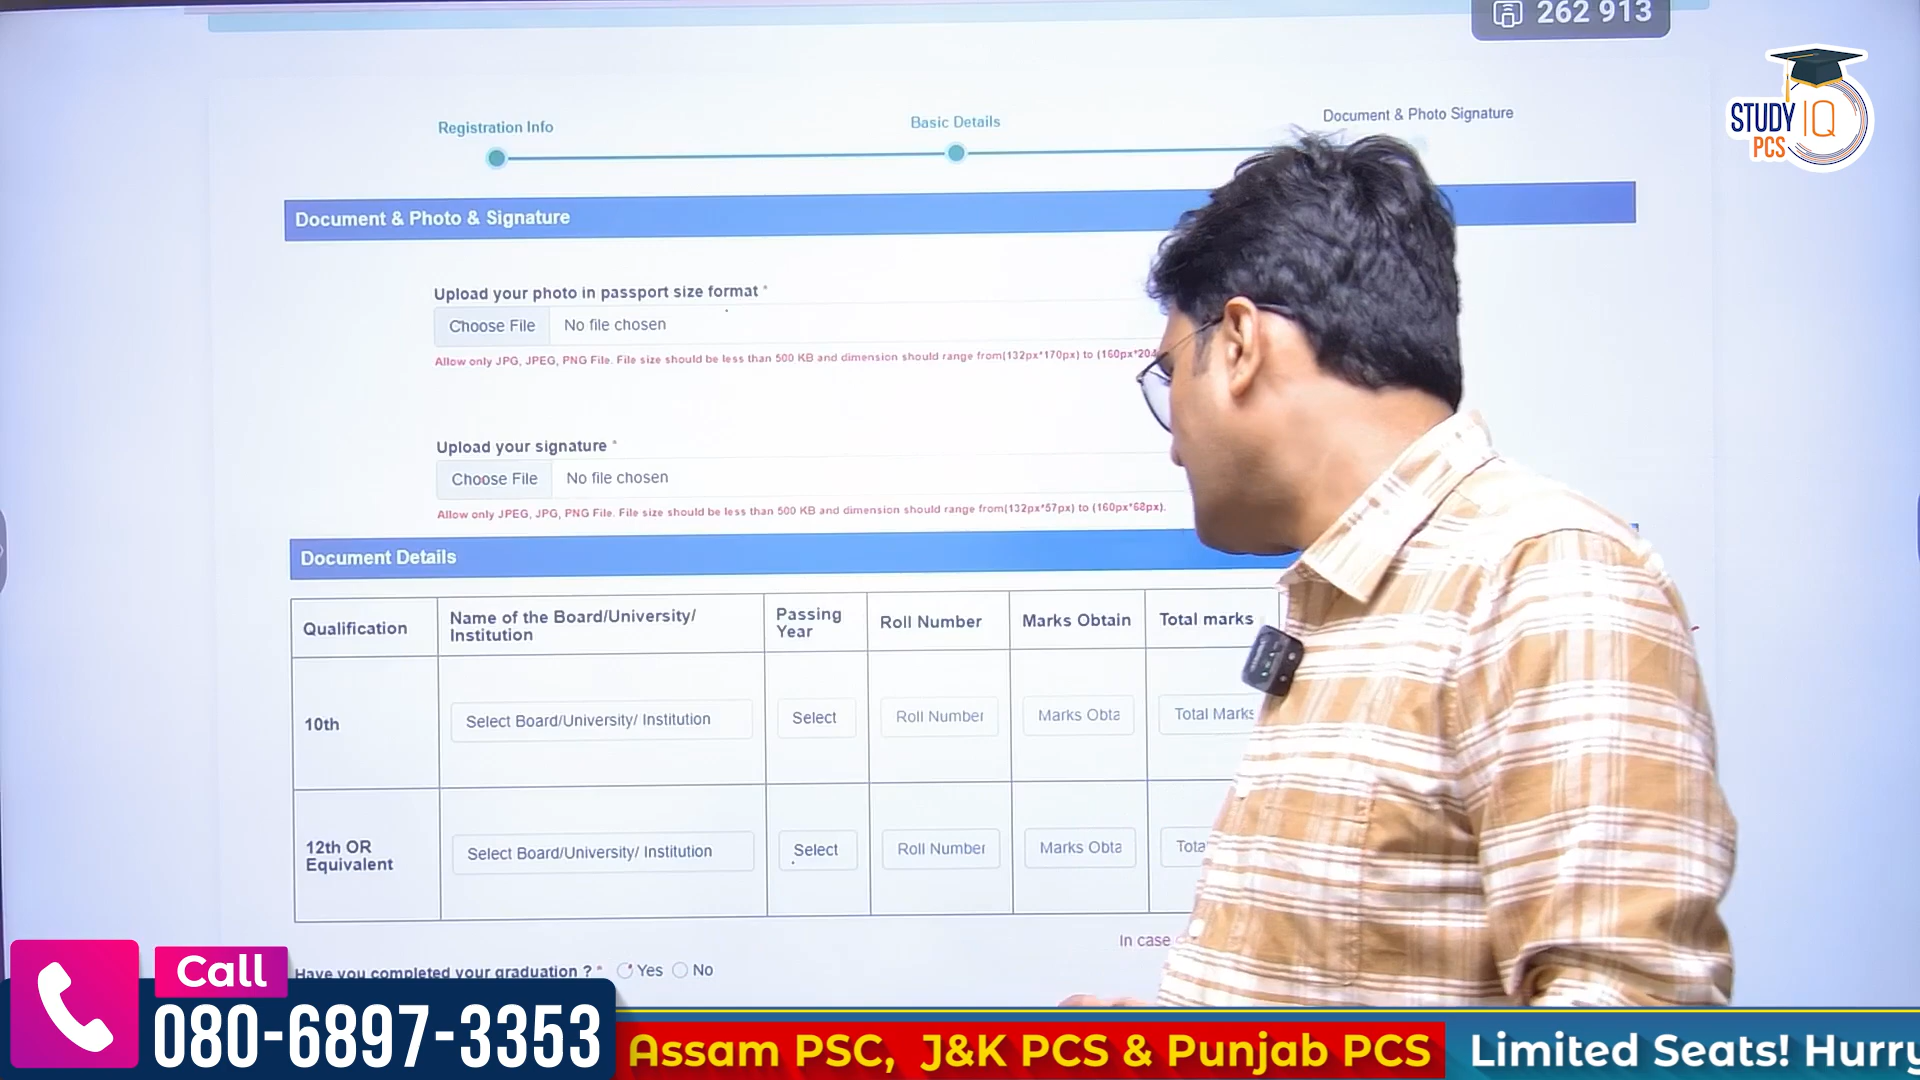 262 913
STUDY IQ
PCS
Registration Info
Basic Details
Document & Photo Signature
Document & Photo & Signature
Upload your photo in passport size format *
Choose File No file chosen
Allow only JPG, JPEG, PNG File. File size should be less than 500 KB and dimension should range from(132px*170px) to (160px*204
Upload your signature *
Choose File No file chosen
Allow only JPEG, JPG, PNG File. File size should be less than 500 KB and dimension should range from(132px*57px) to (160px*68px).
Document Details
Qualification
Name of the Board/University/
Institution
Passing
Year
Roll Number
Marks Obtain
Total marks
10th
Select Board/University/ Institution
Select
Roll Number
Marks Obta
Total Marks
12th OR
Equivalent
Select Board/University/ Institution
Select
Roll Number
Marks Obta
Tota
In case
Have you completed your graduation ? * Yes No
Call
080-6897-3353
Assam PSC, J&K PCS & Punjab PCS
Limited Seats! Hurry